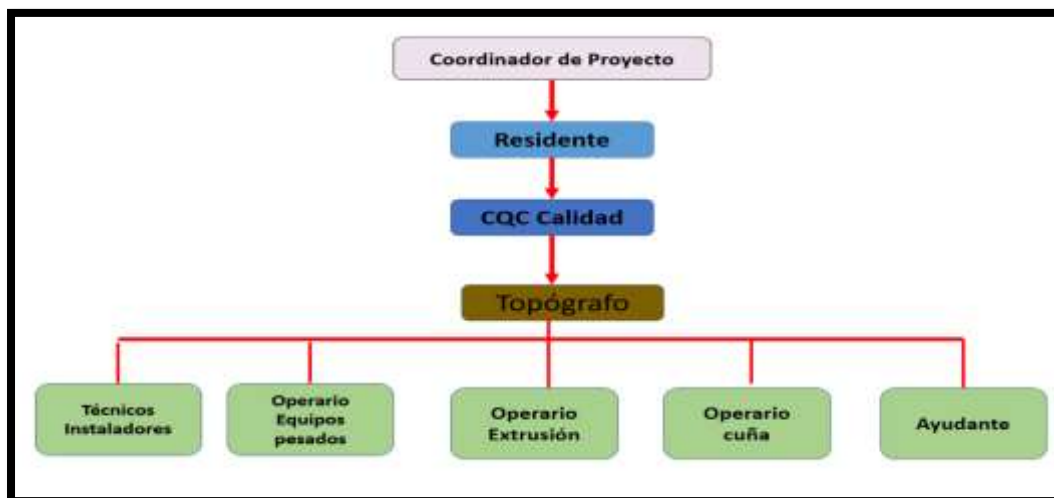 Coordinador de Proyecto
Residente
CQC Calidad
Topógrafo
Técnicos
Instaladores
Operario
Equipos
pesados
Operario
Extrusión
Operario
cuña
Ayudante